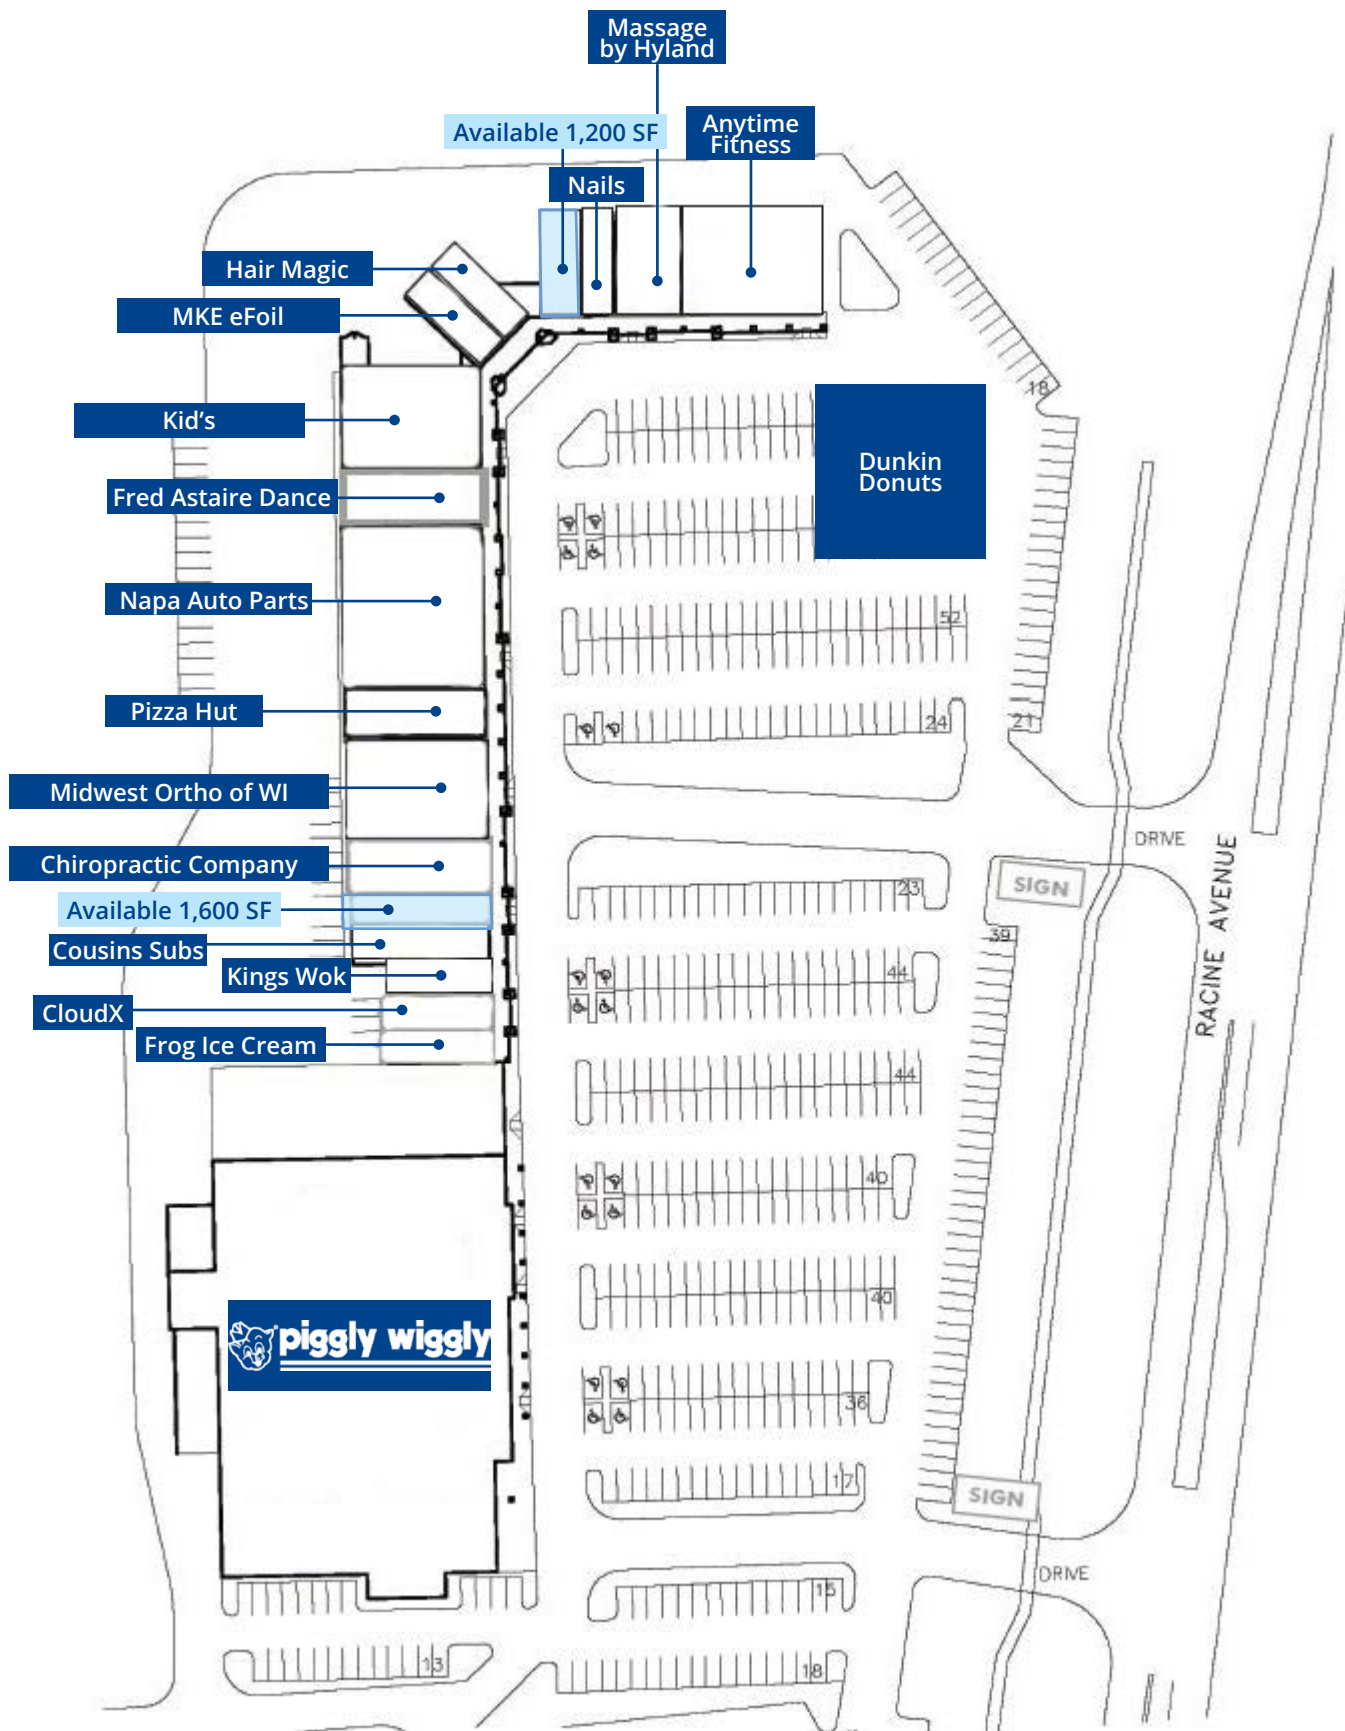 Massage
by Hyland
Available 1,200 SF
Anytime
Fitness
Nails
Hair Magic
MKE eFoil
Kid's
Fred Astaire Dance
Napa Auto Parts
Pizza Hut
Midwest Ortho of WI
Chiropractic Company
Available 1,600 SF
Cousins Subs
Kings Wok
CloudX
Frog Ice Cream
piggly wiggly
Dunkin
Donuts
18
52
24
21
DRIVE
RACINE AVENUE
SIGN
23
39
44
44
40
40
36
17
SIGN
DRIVE
15
13
18